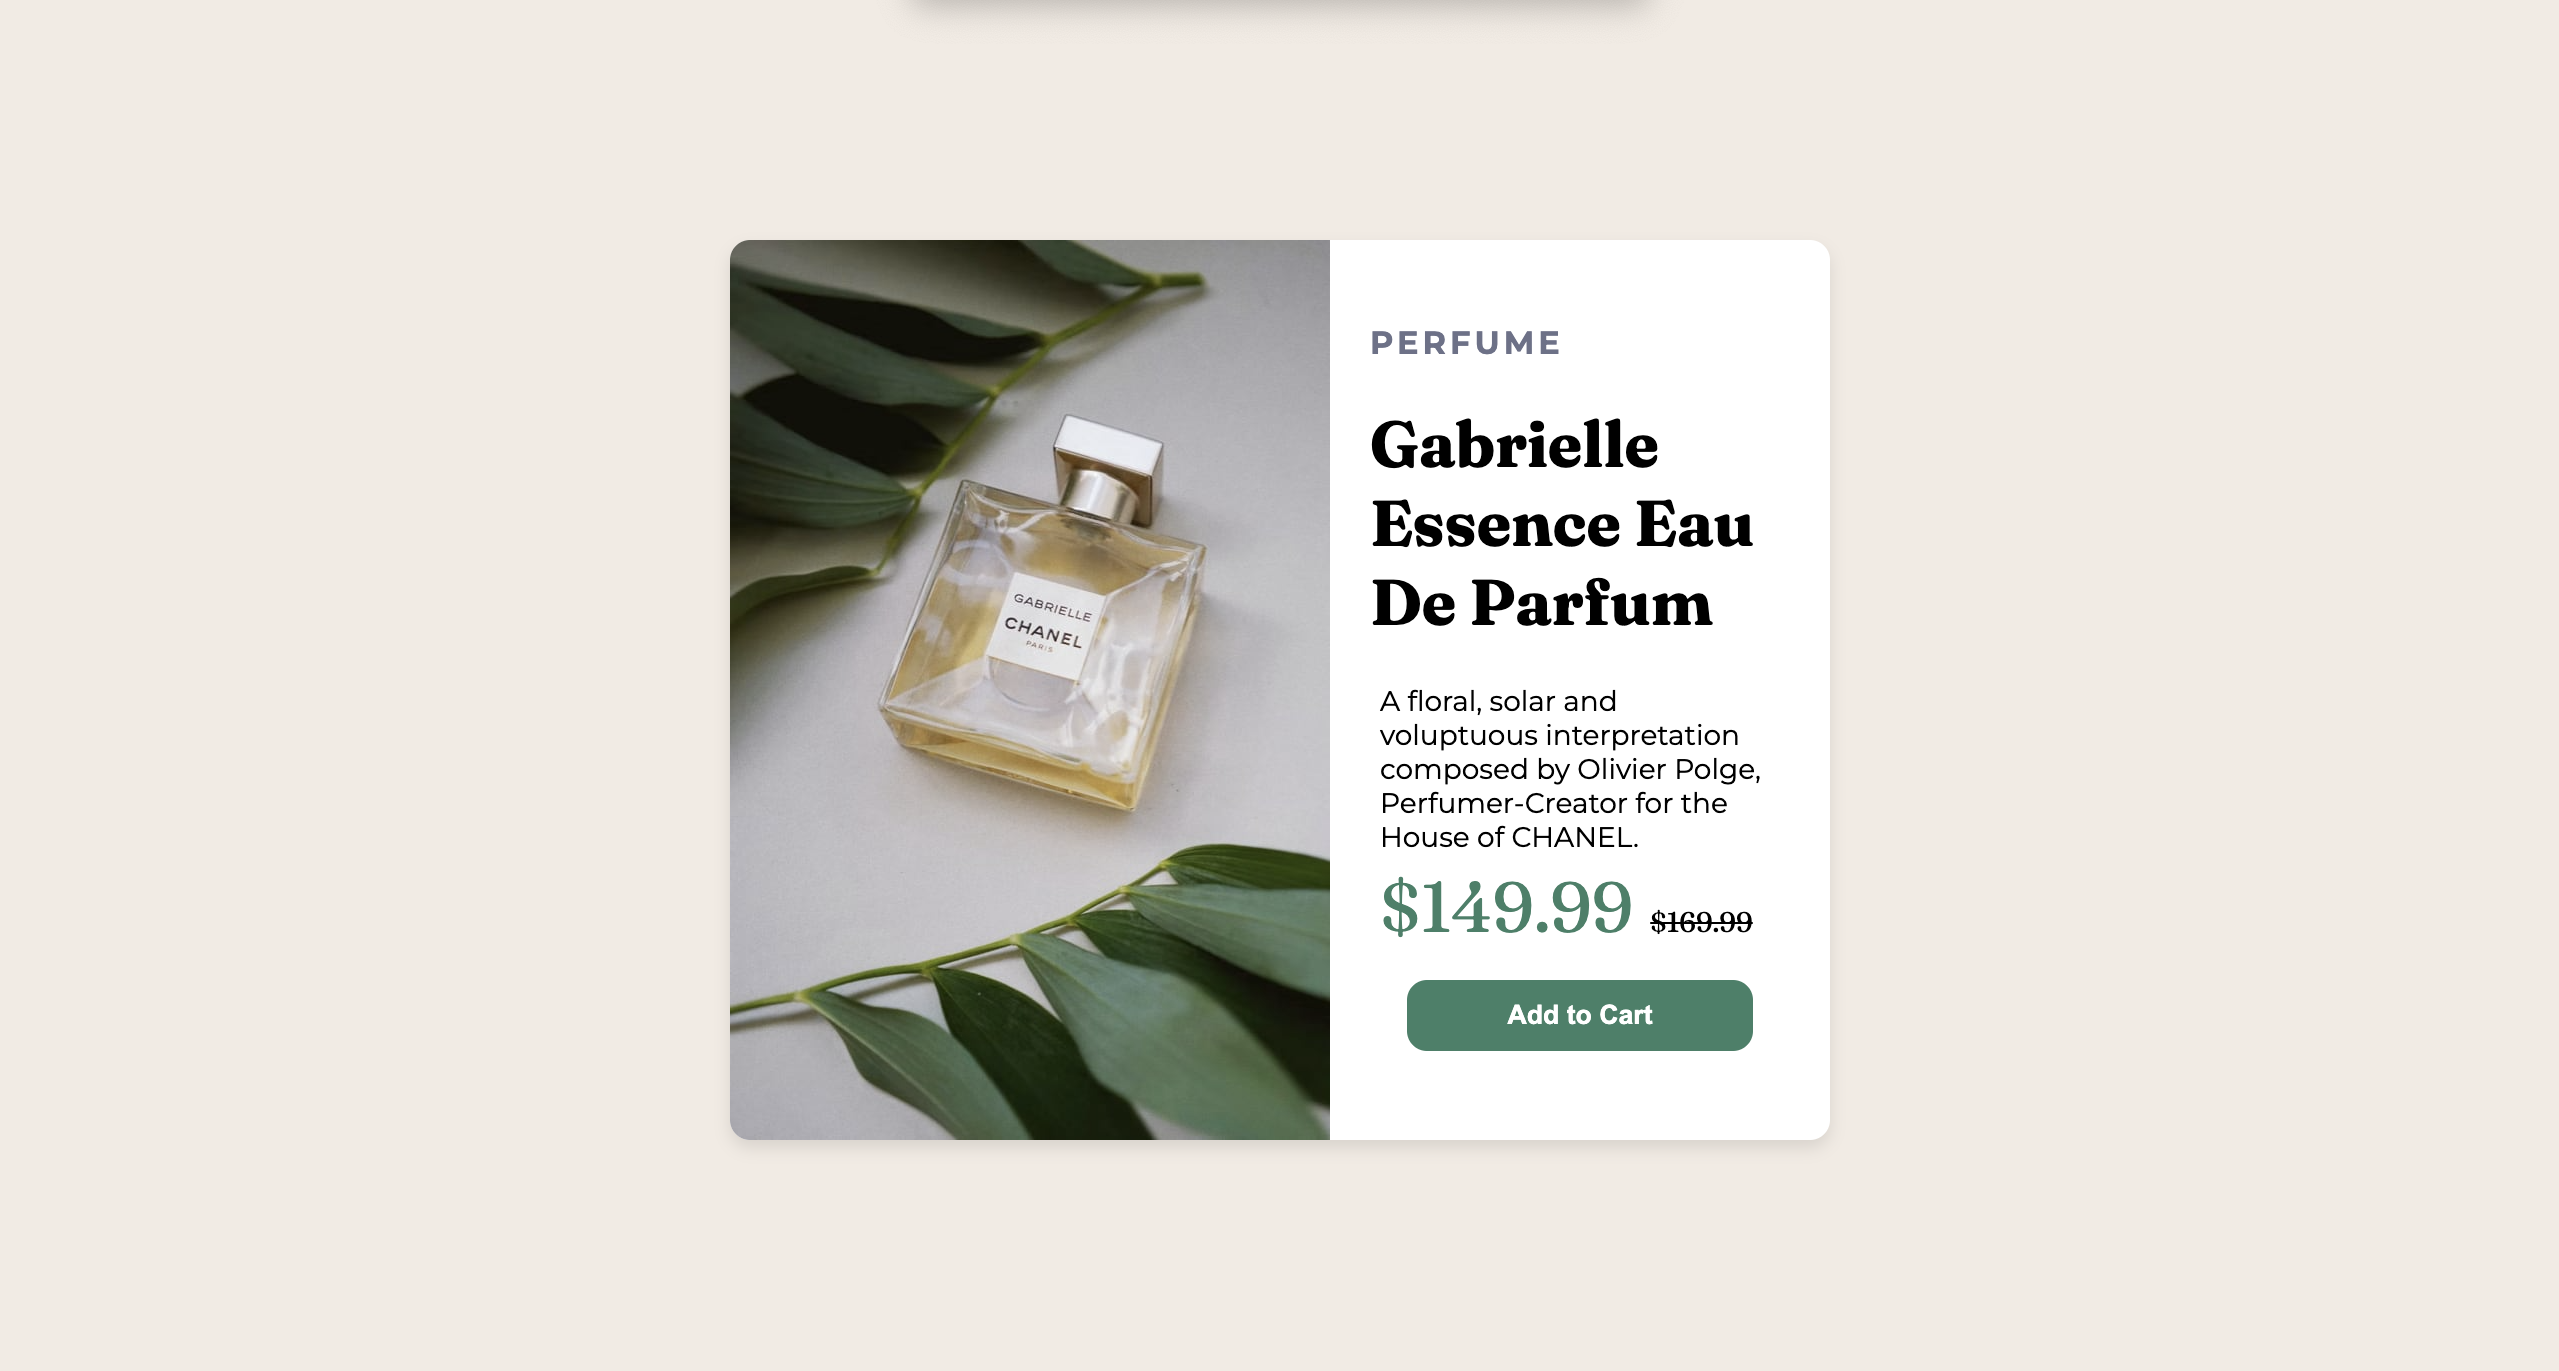 GABRIELLE
CHANEL
PARIS
PERFUME
Gabrielle
Essence Eau
De Parfum
A floral, solar and
voluptuous interpretation
composed by Olivier Polge,
Perfumer-Creator for the
House of CHANEL.
$149.99 $169.99
Add to Cart